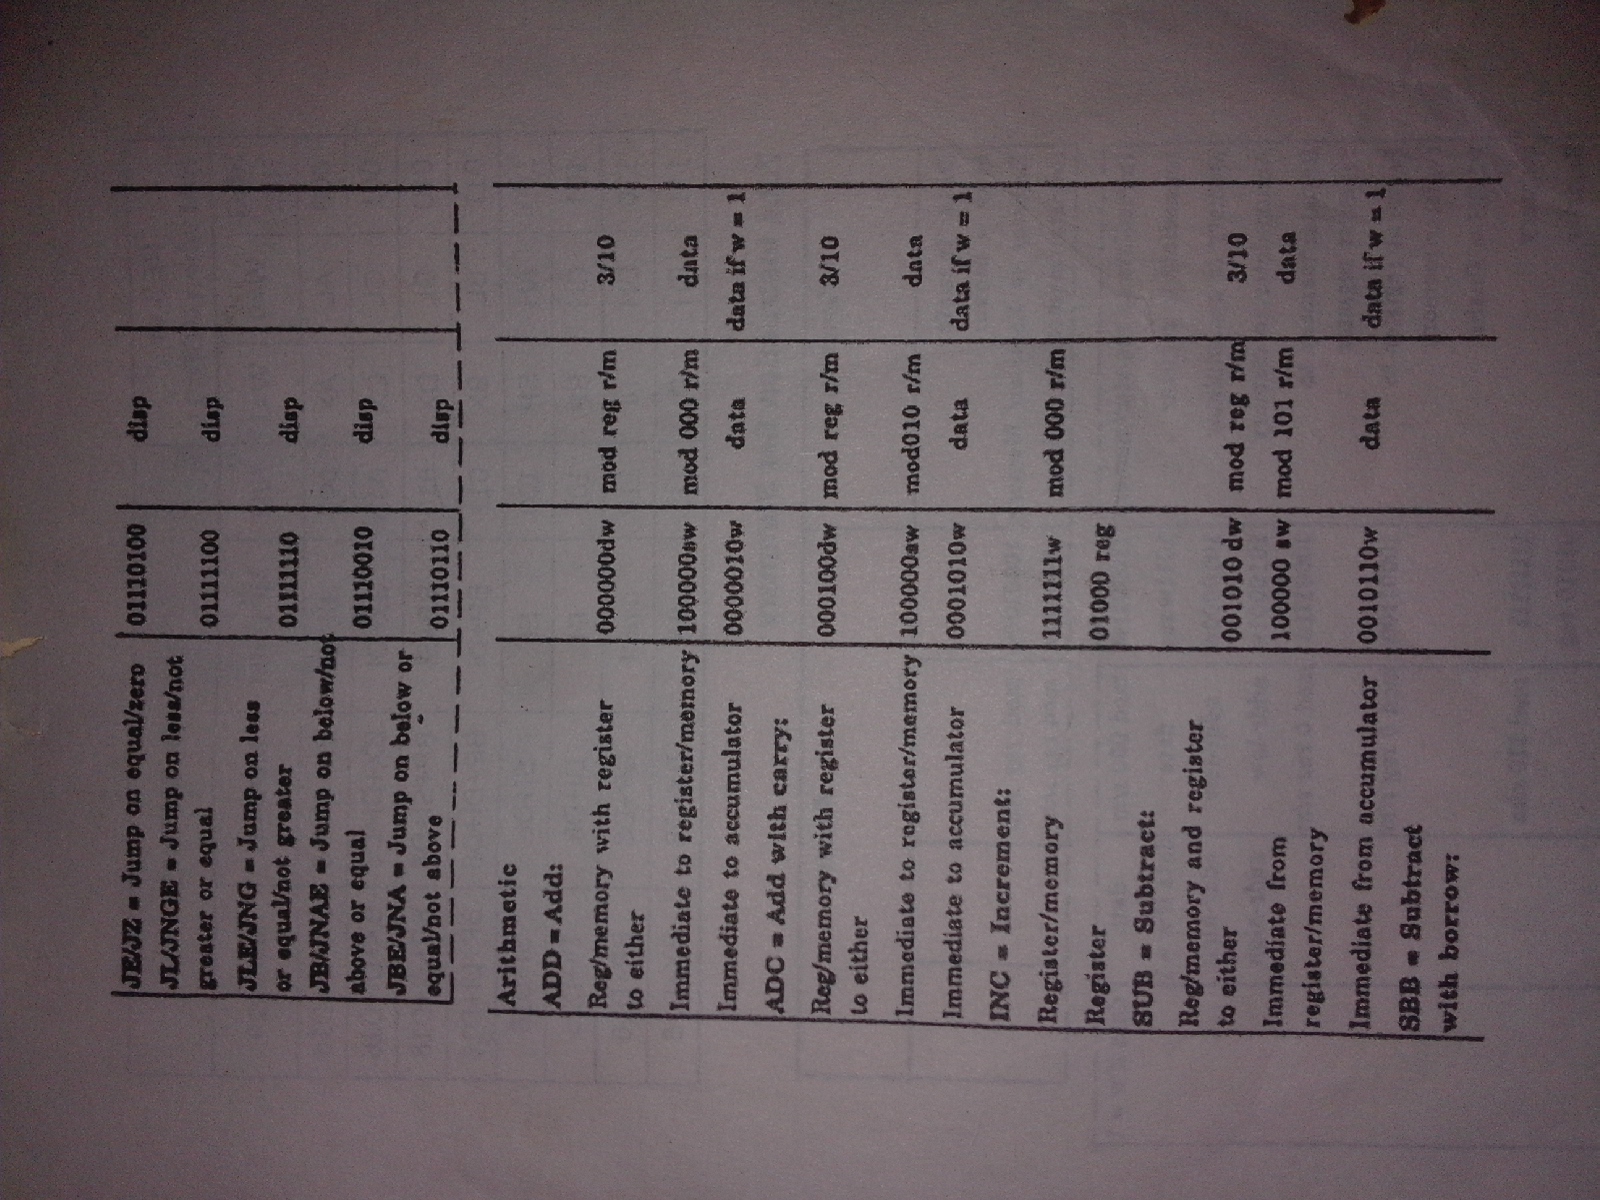 JE/JZ = Jump on equal/zero 01110100 disp
JL/JNGE = Jump on less/not
greater or equal 01111100 disp
JLE/JNG = Jump on less
or equal/not greater 01111110 disp
JB/JNAE = Jump on below/not
above or equal 01110010 disp
JBE/JNA = Jump on below or
equal/not above 01110110 disp
Arithmetic
ADD = Add:
Reg/memory with register 000000dw mod reg r/m 3/10
to either
Immediate to register/memory 100000sw mod 000 r/m data
Immediate to accumulator 0000010w data data if w = 1
ADC = Add with carry:
Reg/memory with register 000100dw mod reg r/m 3/10
to either
Immediate to register/memory 100000sw mod010 r/m data
Immediate to accumulator 0001010w data data if w = 1
INC = Increment:
Register/memory 1111111w mod 000 r/m
Register 01000 reg
SUB = Subtract:
Reg/memory and register
to either 001010 dw mod reg r/m 3/10
Immediate from 100000 sw mod 101 r/m data
register/memory
Immediate from accumulator 0010110w data data if w = 1
SBB = Subtract
with borrow: